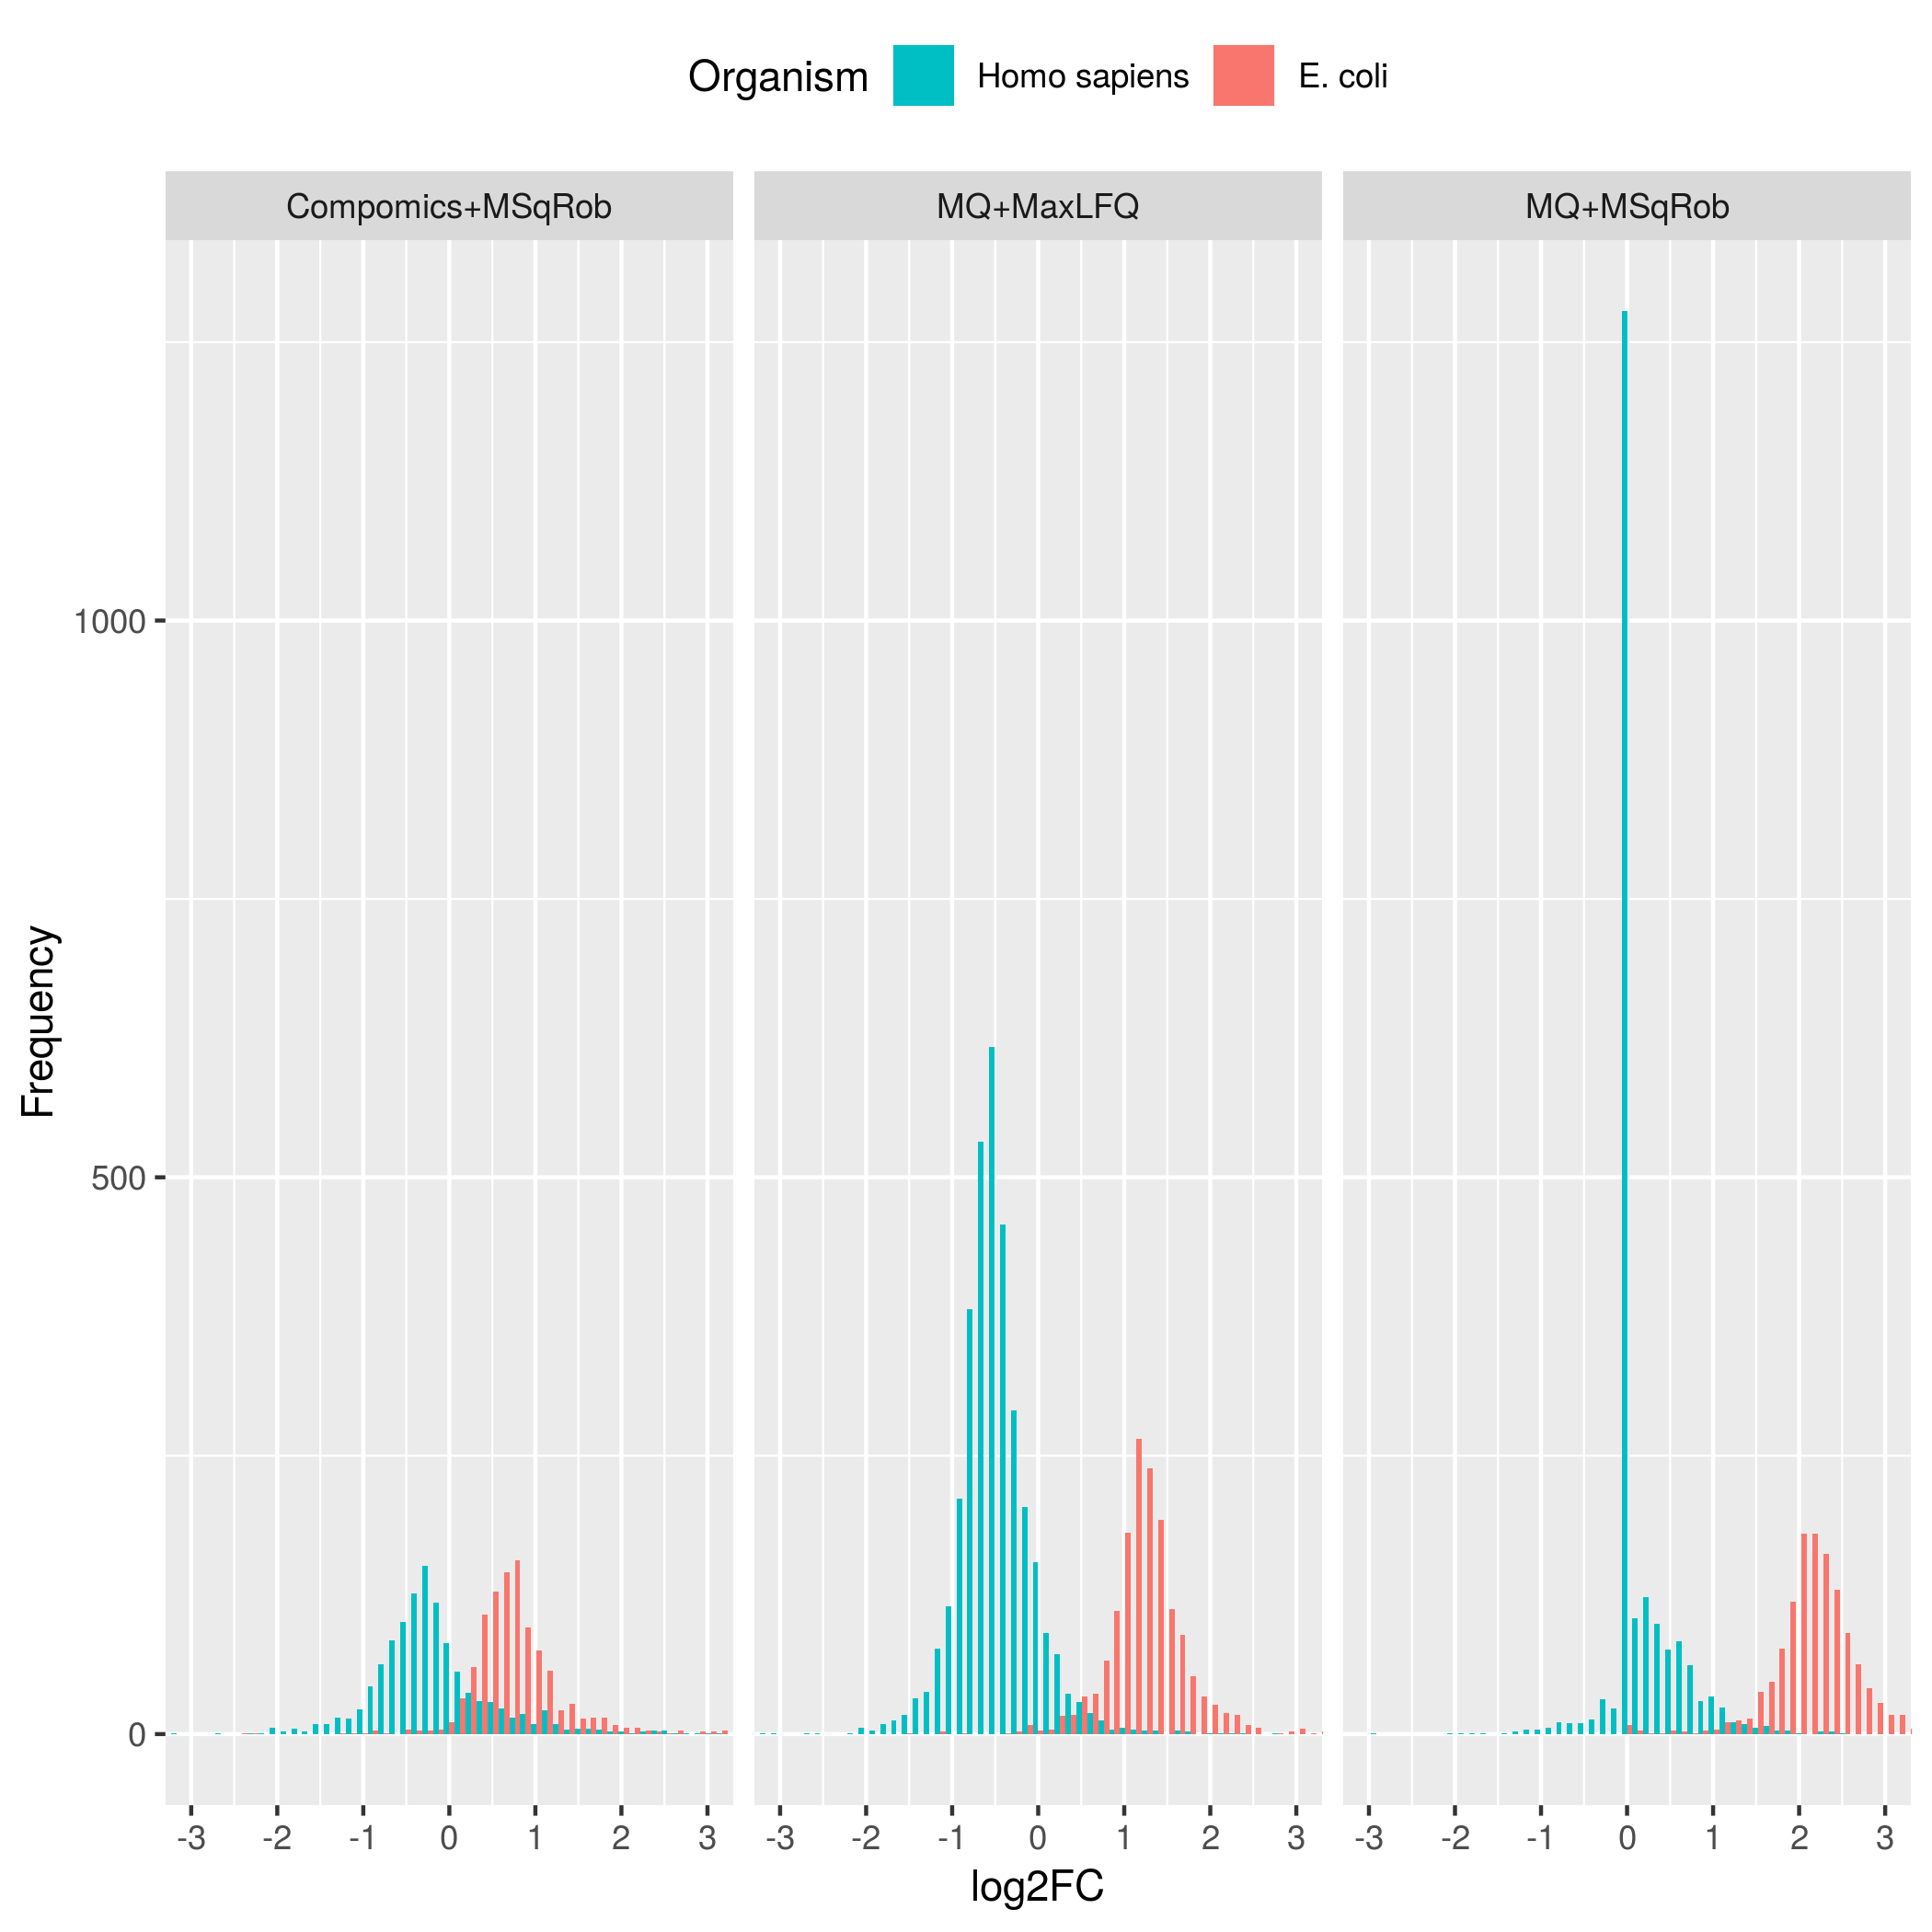 Organism Homo sapiens E. coli
Compomics+MSqRob MQ+MaxLFQ MQ+MSqRob
1000
500
0
Frequency
-3 -2 -1 0 1 2 3 -3 -2 -1 0 1 2 3 -3 -2 -1 0 1 2 3
log2FC